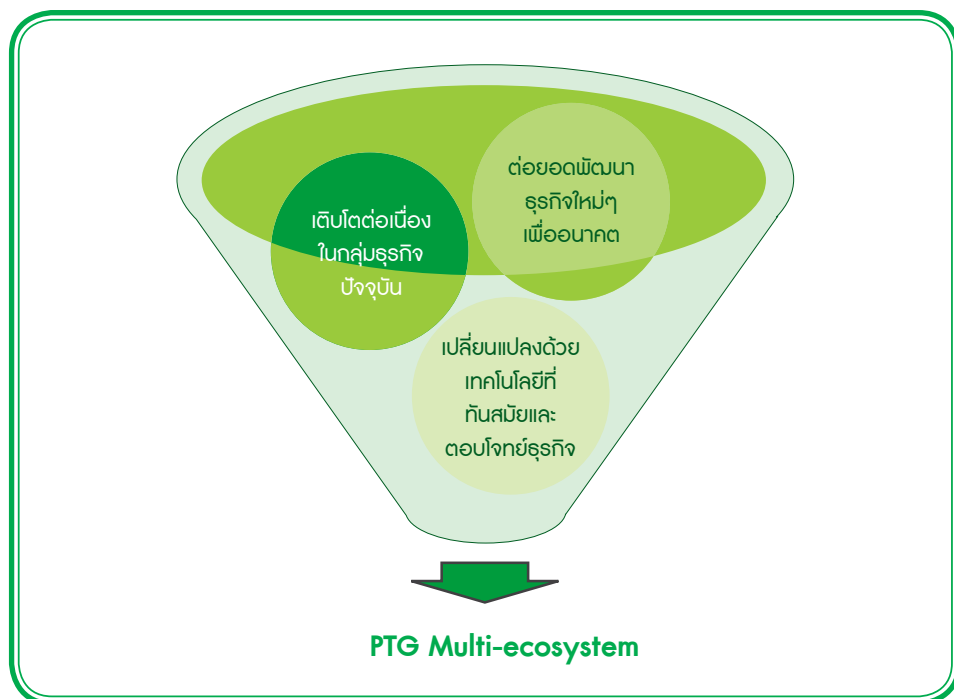 เติบโตต่อเนื่อง
ในกลุ่มธุรกิจ
ปัจจุบัน
ต่อยอดพัฒนา
ธุรกิจใหม่ๆ
เพื่ออนาคต
เปลี่ยนแปลงด้วย
เทคโนโลยีที่
ทันสมัยและ
ตอบโจทย์ธุรกิจ
PTG Multi-ecosystem